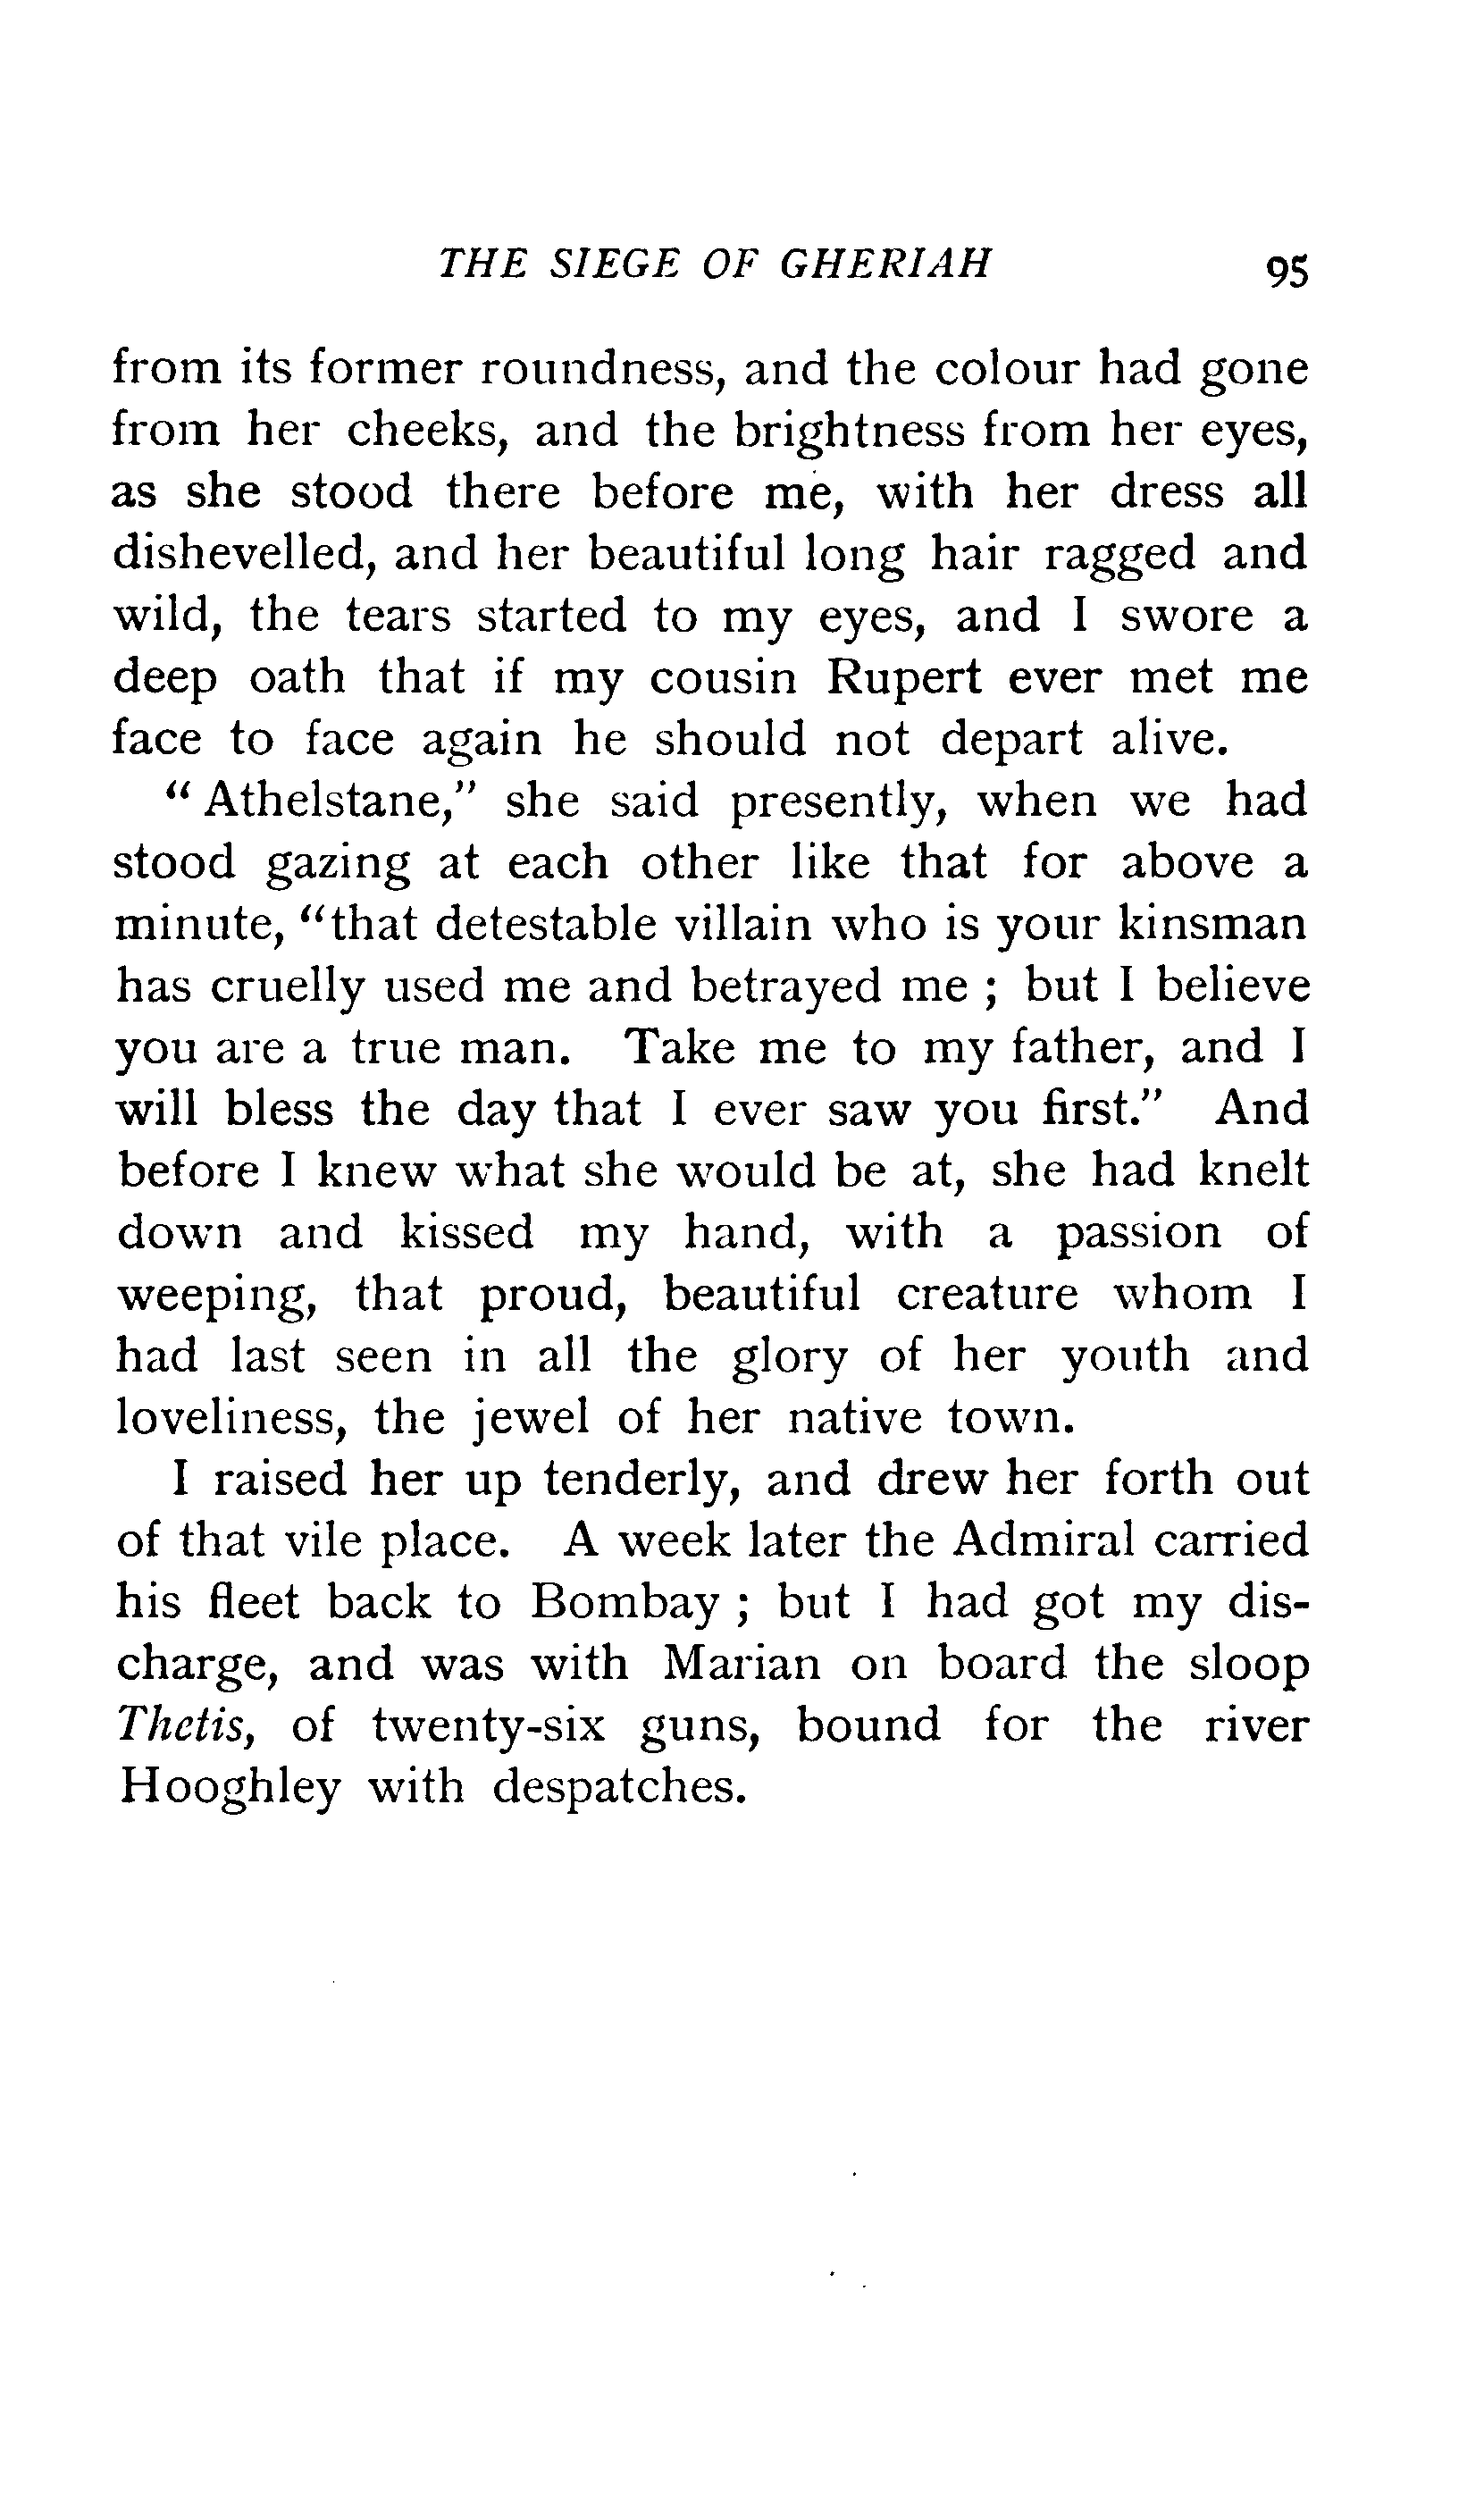 THE SIEGE OF GHERIAH 95
from its former roundness, and the colour had gone
from her cheeks, and the brightness from her eyes,
as she stood there before me, with her dress all
dishevelled, and her beautiful long hair ragged and
wild, the tears started to my eyes, and I swore a
deep oath that if my cousin Rupert ever met me
face to face again he should not depart alive.
“ Athelstane,” she said presently, when we had
stood gazing at each other like that for above a
minute, “that detestable villain who is your kinsman
has cruelly used me and betrayed me ; but I believe
you are a true man. Take me to my father, and I
will bless the day that I ever saw you first.” And
before I knew what she would be at, she had knelt
down and kissed my hand, with a passion of
weeping, that proud, beautiful creature whom I
had last seen in all the glory of her youth and
loveliness, the jewel of her native town.
I raised her up tenderly, and drew her forth out
of that vile place. A week later the Admiral carried
his fleet back to Bombay ; but I had got my dis-
charge, and was with Marian on board the sloop
Thetis, of twenty-six guns, bound for the river
Hooghley with despatches.